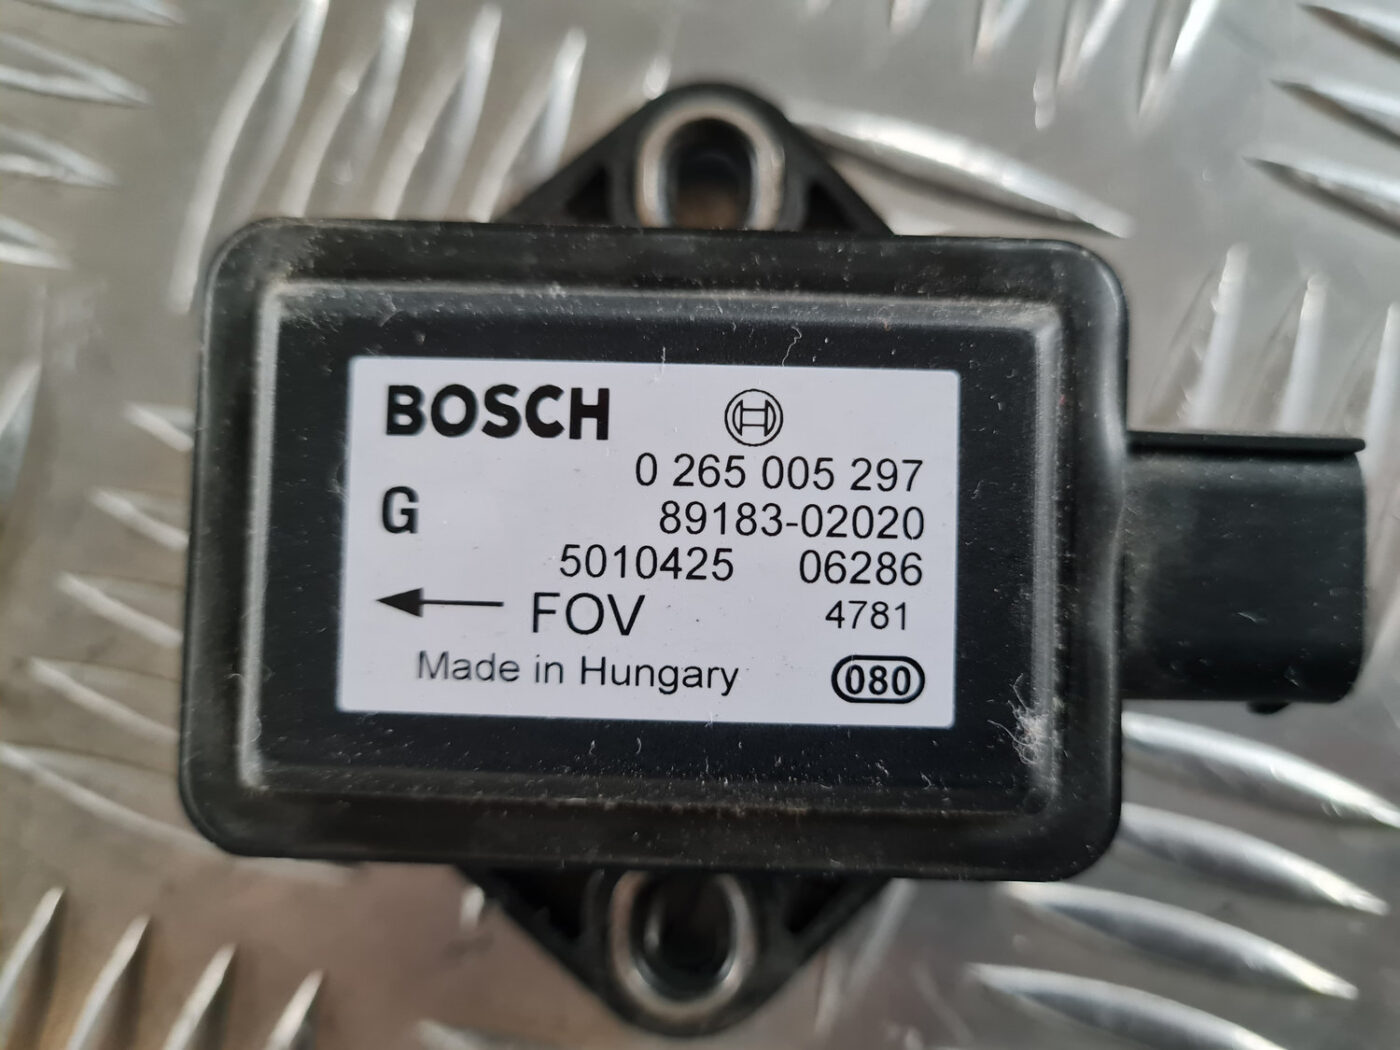 BOSCH
0 265 005 297
G 89183-02020
5010425 06286
FOV 4781
Made in Hungary 080